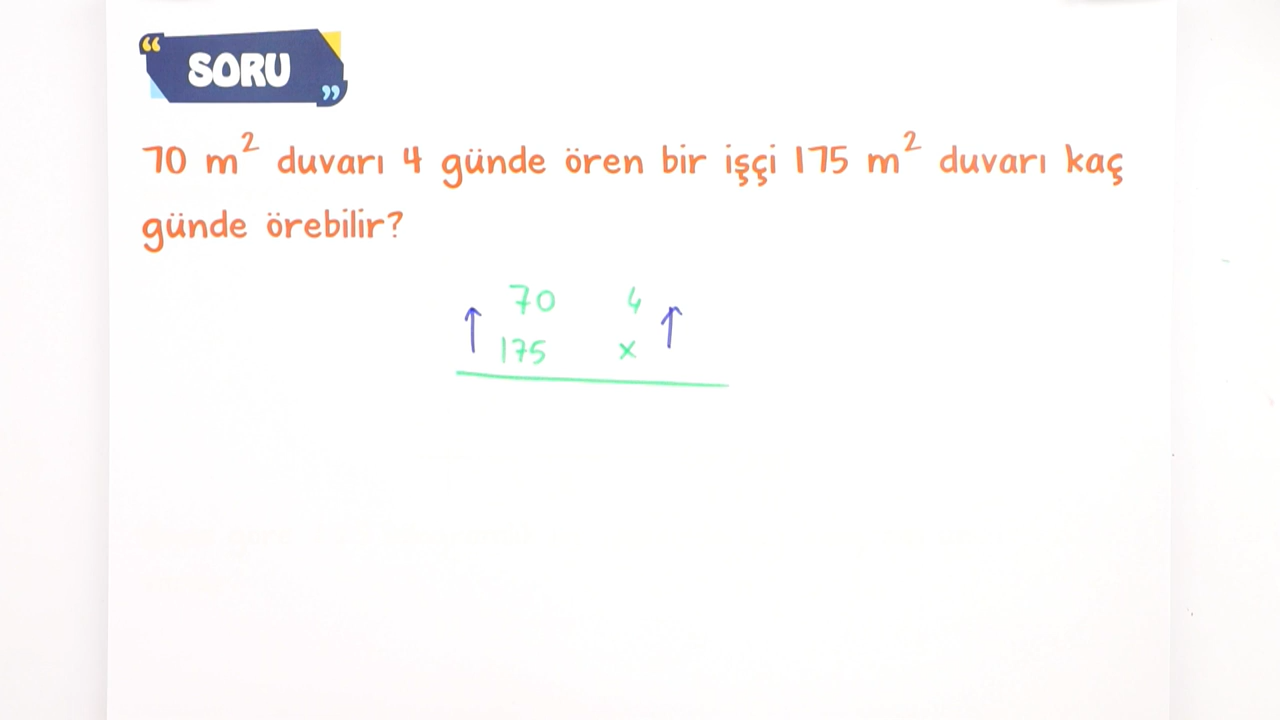 “ SORU ”
70 m² duvarı 4 günde ören bir işçi 175 m² duvarı kaç
günde örebilir?
↑ 70 4 ↑
175 x